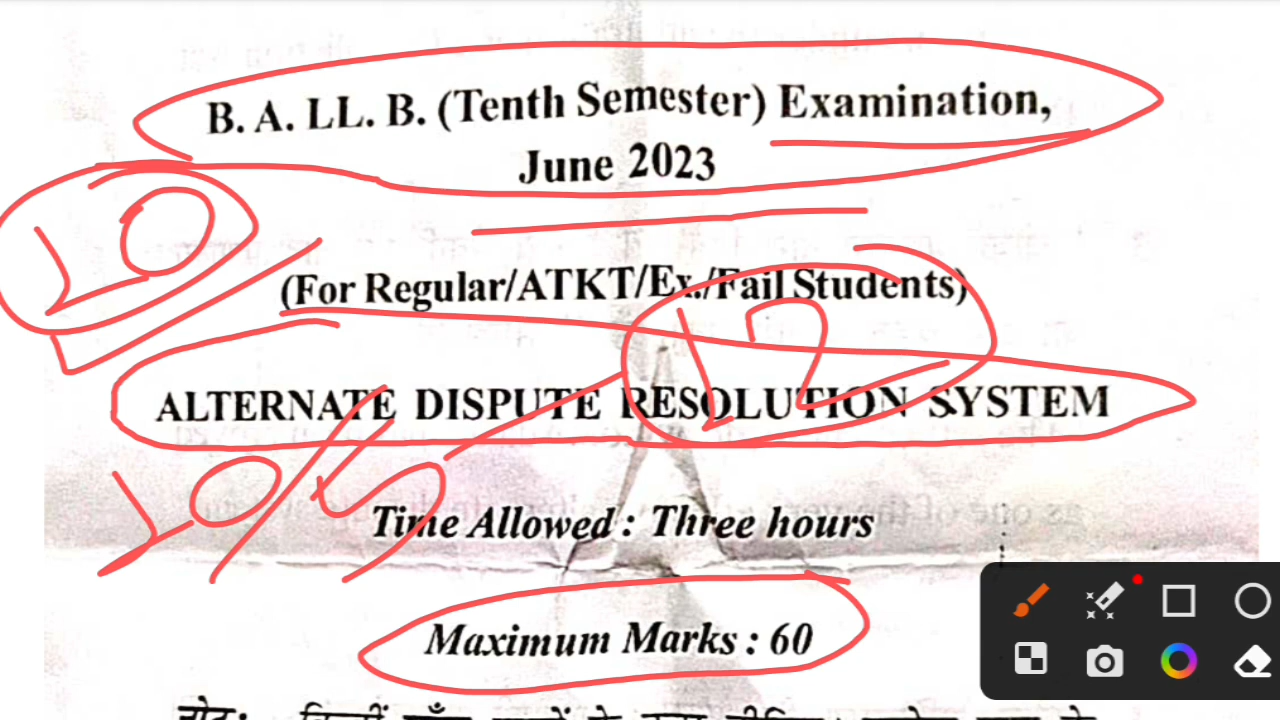 B. A. LL. B. (Tenth Semester) Examination,
June 2023
10
(For Regular/ATKT/Ex./Fail Students)
12
ALTERNATE DISPUTE RESOLUTION SYSTEM
10/5
Time Allowed : Three hours
Maximum Marks : 60
नोट: